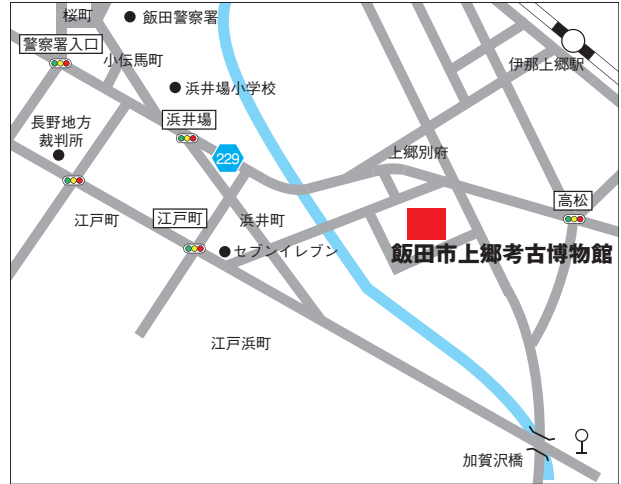 桜町
飯田警察署
警察署入口
小伝馬町
伊那上郷駅
浜井場小学校
長野地方
裁判所
浜井場
229
上郷別府
高松
江戸町
江戸町
浜井町
セブンイレブン
飯田市上郷考古博物館
江戸浜町
加賀沢橋